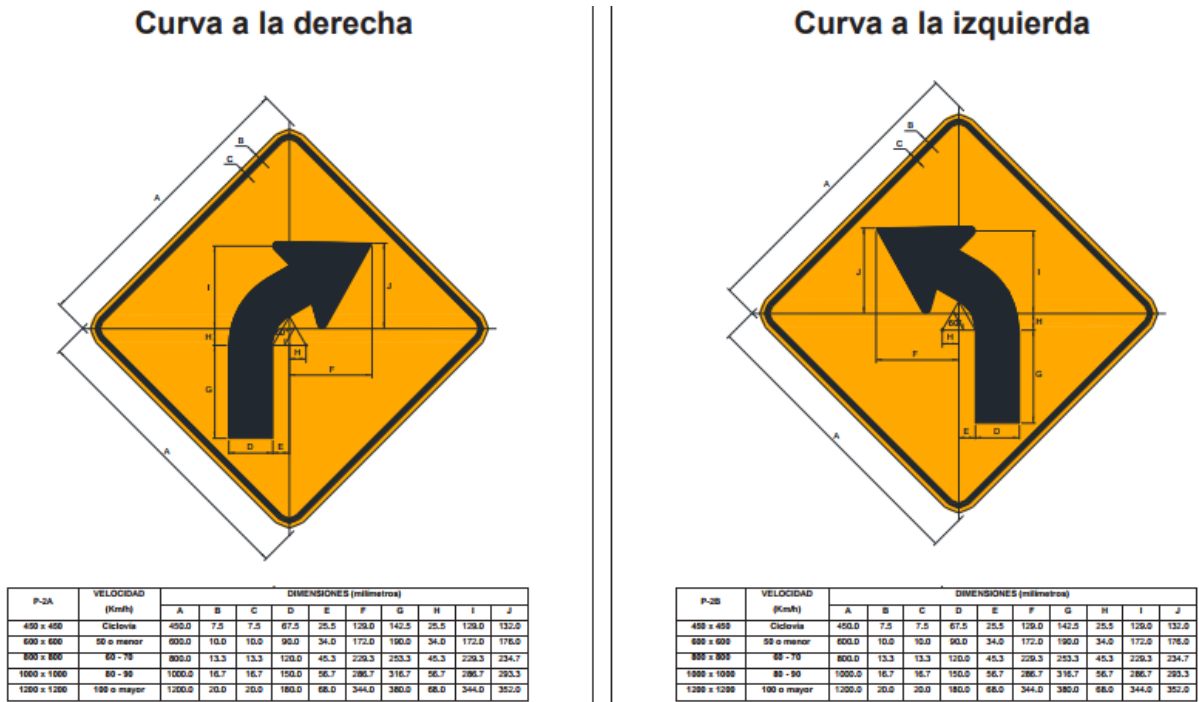 Curva a la derecha
B
C
A
I
J
H
H
F
G
D E
A
P-2A VELOCIDAD (Km/h) DIMENSIONES (milímetros)
A B C D E F G H I J
450 x 450 Ciclovía 450.0 7.5 7.5 67.5 25.5 129.0 142.5 25.5 129.0 132.0
600 x 600 50 o menor 600.0 10.0 10.0 90.0 34.0 172.0 190.0 34.0 172.0 176.0
800 x 800 60 - 70 800.0 13.3 13.3 120.0 45.3 229.3 253.3 45.3 229.3 234.7
1000 x 1000 80 - 90 1000.0 16.7 16.7 150.0 56.7 286.7 316.7 56.7 286.7 293.3
1200 x 1200 100 o mayor 1200.0 20.0 20.0 180.0 68.0 344.0 380.0 68.0 344.0 352.0
Curva a la izquierda
B
C
A
J
I
H
H
F
G
E D
A
P-2B VELOCIDAD (Km/h) DIMENSIONES (milímetros)
A B C D E F G H I J
450 x 450 Ciclovía 450.0 7.5 7.5 67.5 25.5 129.0 142.5 25.5 129.0 132.0
600 x 600 50 o menor 600.0 10.0 10.0 90.0 34.0 172.0 190.0 34.0 172.0 176.0
800 x 800 60 - 70 800.0 13.3 13.3 120.0 45.3 229.3 253.3 45.3 229.3 234.7
1000 x 1000 80 - 90 1000.0 16.7 16.7 150.0 56.7 286.7 316.7 56.7 286.7 293.3
1200 x 1200 100 o mayor 1200.0 20.0 20.0 180.0 68.0 344.0 380.0 68.0 344.0 352.0